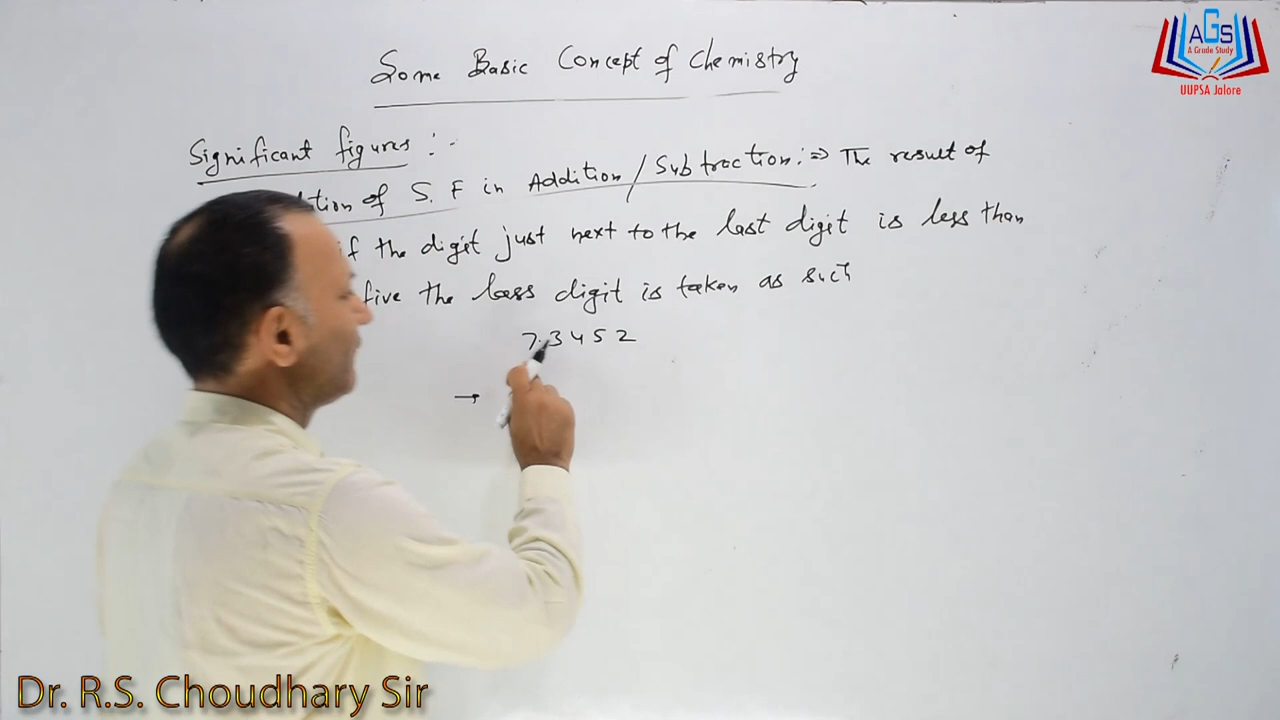 Some Basic Concept of Chemistry
AGS
A Grade Study
UUPSA Jalore
Significant figures :-
of S.F in Addition / Subtraction :⇒ The result of
if the digit just next to the last digit is less than
five the lass digit is taken as such
7.3452
→
Dr. R.S. Choudhary Sir